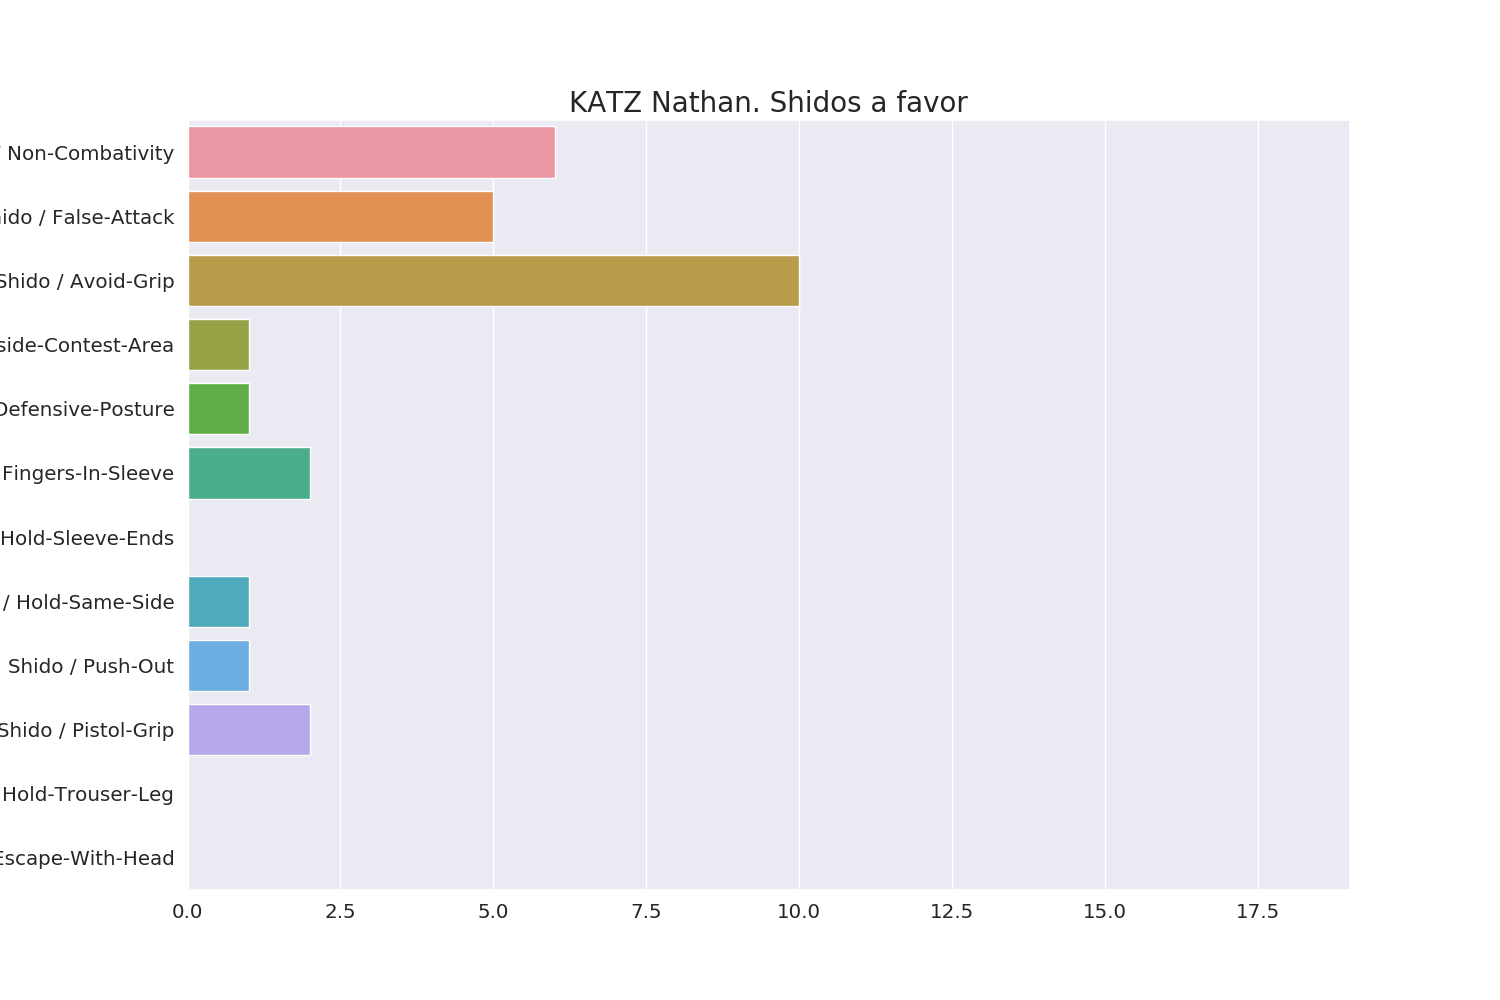 KATZ Nathan. Shidos a favor
/ Non-Combativity
/ False-Attack
Shido / Avoid-Grip
Contest-Area
Defensive-Posture
Fingers-In-Sleeve
Hold-Sleeve-Ends
/ Hold-Same-Side
Shido / Push-Out
Shido / Pistol-Grip
Hold-Trouser-Leg
Escape-With-Head
0.0 2.5 5.0 7.5 10.0 12.5 15.0 17.5